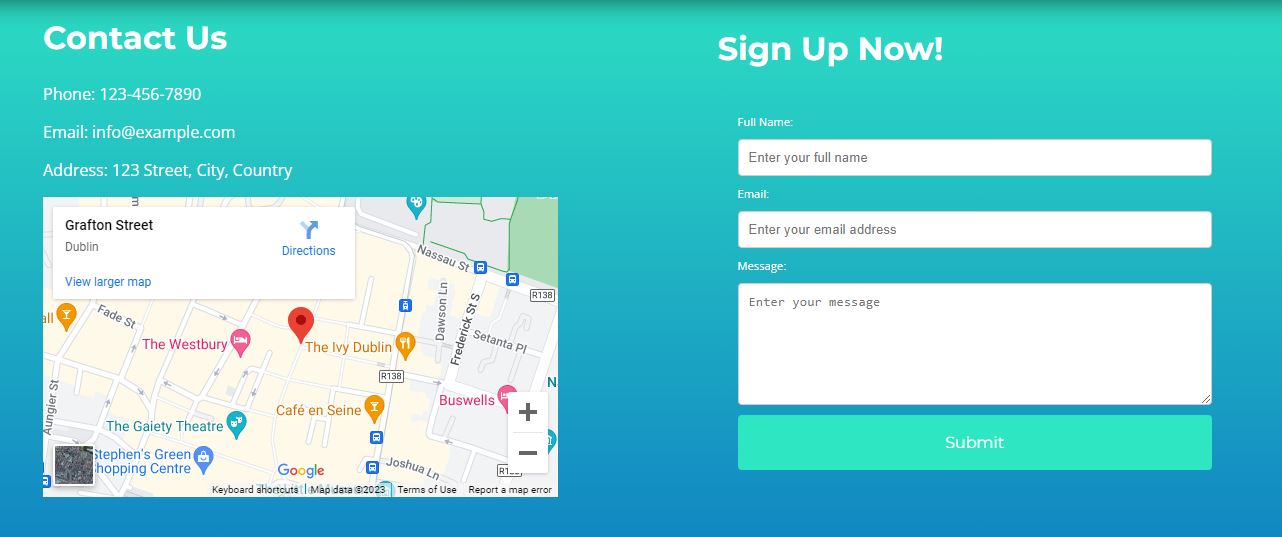 Contact Us
Phone: 123-456-7890
Email: info@example.com
Address: 123 Street, City, Country
Grafton Street
Dublin
Directions
View larger map
Nassau St
R138
Dawson Ln
Frederick St S
Setanta Pl
Fade St
all
The Westbury
The Ivy Dublin
R138
Buswells
N
Café en Seine
Aungier St
The Gaiety Theatre
Stephen's Green
Shopping Centre
Joshua Ln
Google
Keyboard shortcuts
Map data ©2023
Terms of Use
Report a map error
Sign Up Now!
Full Name:
Enter your full name
Email:
Enter your email address
Message:
Enter your message
Submit